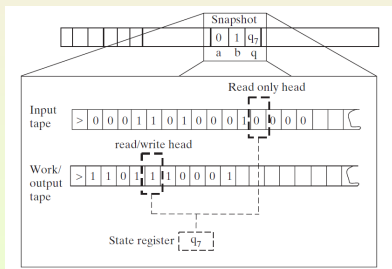 Snapshot
0 1 q7
a b q
Read only head
Input tape
> 0 0 0 1 1 0 1 0 0 0 1 0 0 0 0
read/write head
Work/ output tape
> 1 1 0 1 1 1 0 0 0 1
State register q7